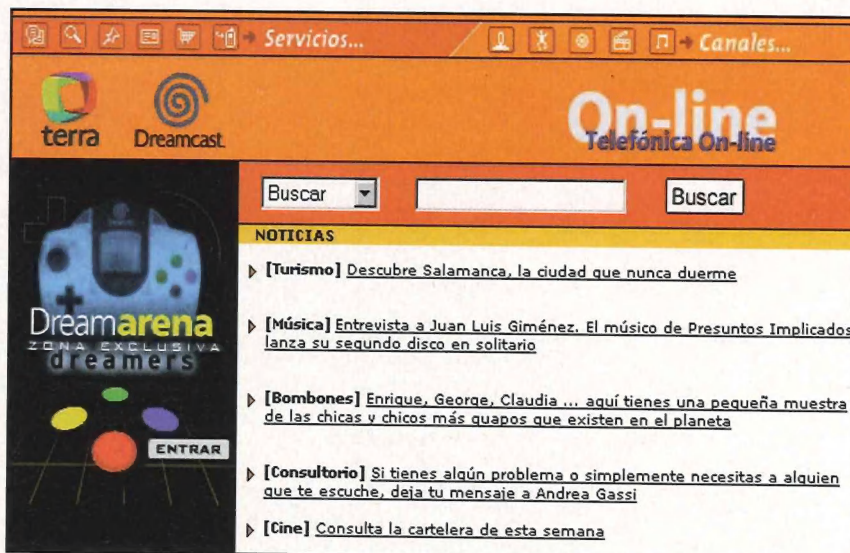 Servicios...
Canales...
terra
Dreamcast.
On-line
Telefónica On-line
Buscar
Buscar
NOTICIAS
[Turismo] Descubre Salamanca, la ciudad que nunca duerme
[Música] Entrevista a Juan Luis Giménez. El músico de Presuntos Implicados
lanza su segundo disco en solitario
[Bombones] Enrique, George, Claudia ... aquí tienes una pequeña muestra
de las chicas y chicos más guapos que existen en el planeta
[Consultorio] Si tienes algún problema o simplemente necesitas a alguien
que te escuche, deja tu mensaje a Andrea Gassi
[Cine] Consulta la cartelera de esta semana
Dreamarena
ZONA EXCLUSIVA
dreamers
ENTRAR